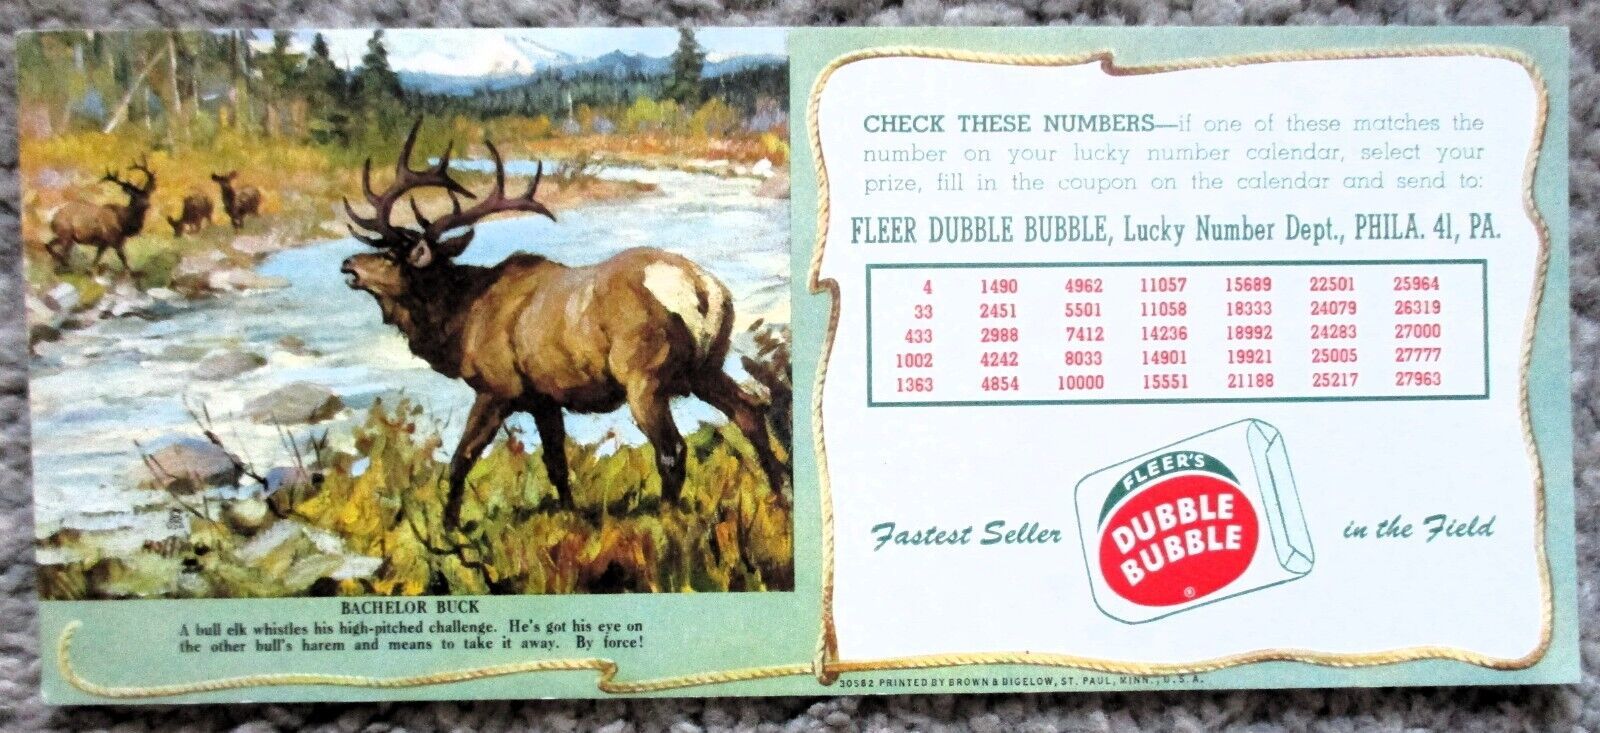 BACHELOR BUCK
A bull elk whistles his high-pitched challenge. He's got his eye on
the other bull's harem and means to take it away. By force!
CHECK THESE NUMBERS—if one of these matches the
number on your lucky number calendar, select your
prize, fill in the coupon on the calendar and send to:
FLEER DUBBLE BUBBLE, Lucky Number Dept., PHILA. 41, PA.
4 1490 4962 11057 15689 22501 25964
33 2451 5501 11058 18333 24079 26319
433 2988 7412 14236 18992 24283 27000
1002 4242 8033 14901 19921 25005 27777
1363 4854 10000 15551 21188 25217 27963
FLEER'S
DUBBLE
BUBBLE
®
Fastest Seller in the Field
30582 PRINTED BY BROWN & BIGELOW, ST. PAUL, MINN., U.S.A.